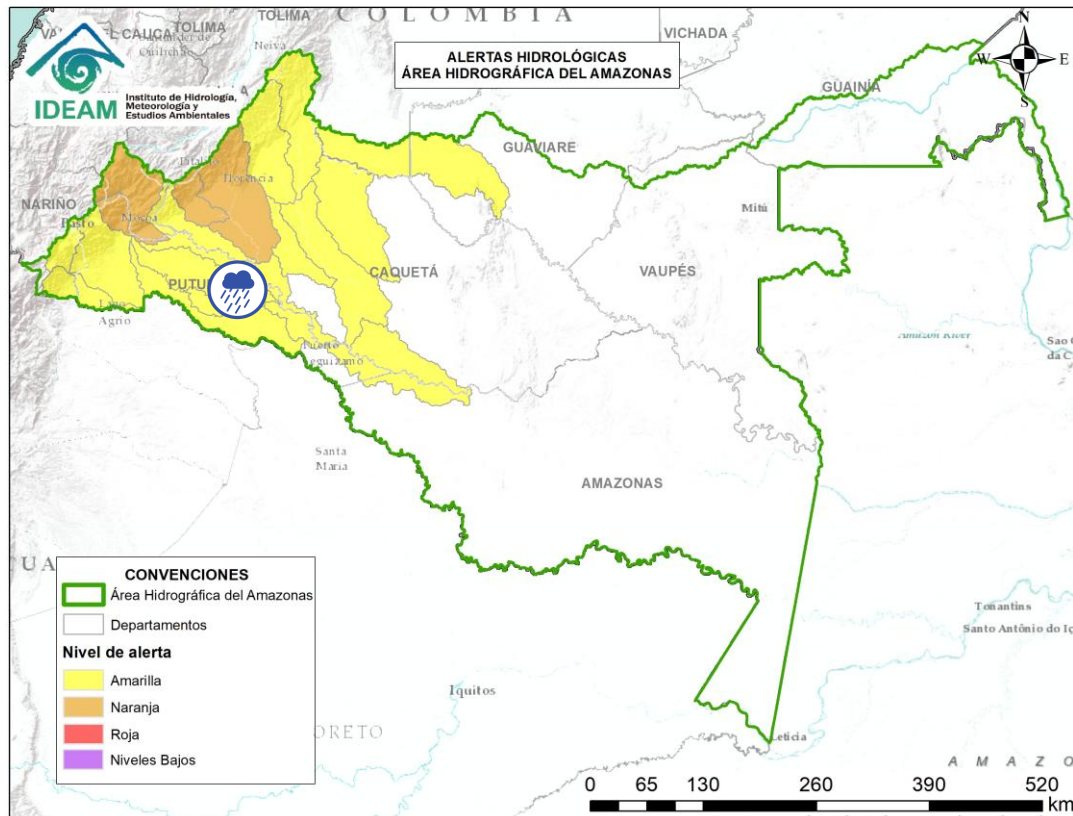 COLOMBIA
TOLIMA
TOLIMA
Neiva
VICHADA
ALERTAS HIDROLÓGICAS
ÁREA HIDROGRÁFICA DEL AMAZONAS
N
W
E
S
IDEAM
Instituto de Hidrología,
Meteorología y
Estudios Ambientales
GUAINÍA
GUAVIARE
NARIÑO
Pasto
Mocoa
Florencia
Mitú
CAQUETÁ
VAUPÉS
Lago
Agrio
Puerto
Amazon River
Santa
Maria
AMAZONAS
CONVENCIONES
Área Hidrográfica del Amazonas
Departamentos
Nivel de alerta
Amarilla
Naranja
Roja
Niveles Bajos
Tonantins
Santo Antônio do Iç
Iquitos
ORETO
Leticia
AMAZO
0 65 130 260 390 520
km